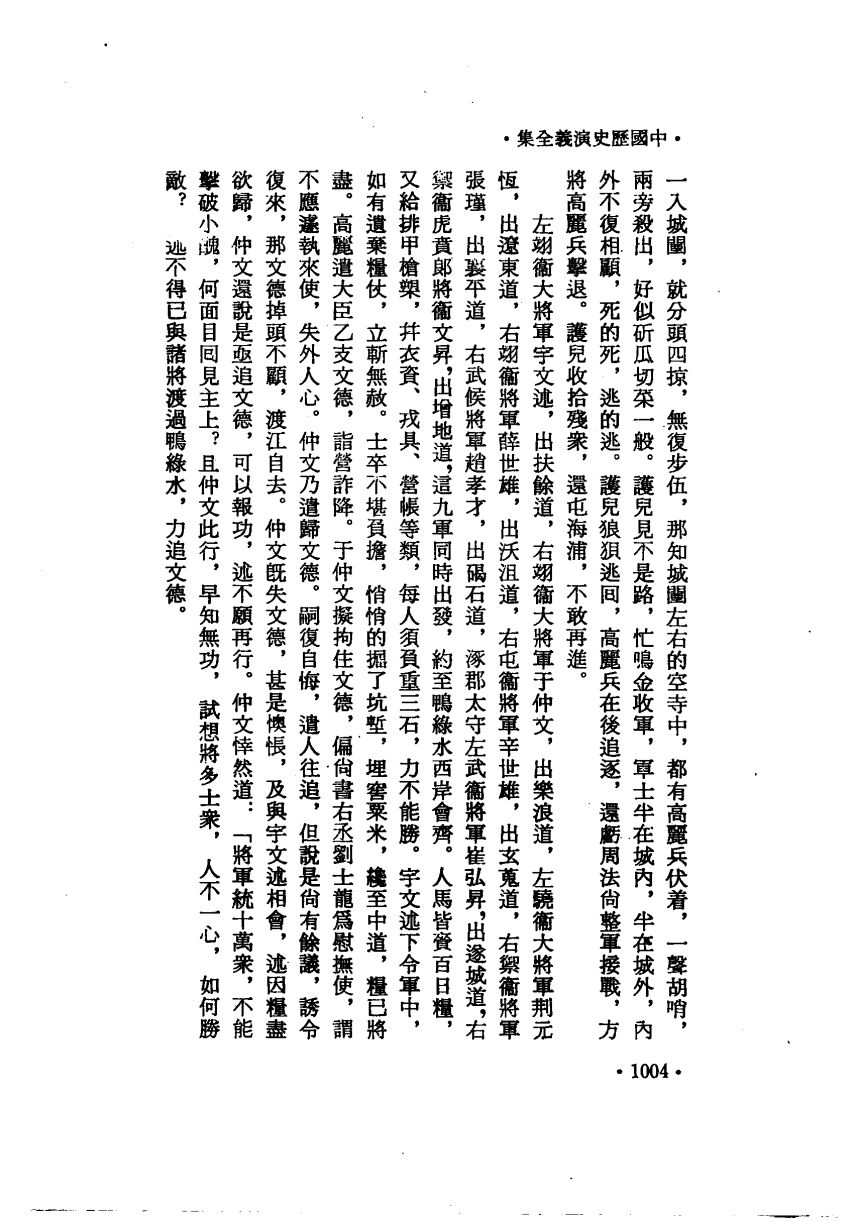 •中國歷史演義全集•
一入城闉，就分頭四掠，無復步伍，那知城闉左右的空寺中，都有高麗兵伏着，一聲胡哨，
兩旁殺出，好似斫瓜切菜一般。護兒見不是路，忙鳴金收軍，軍士半在城內，半在城外，內
外不復相顧，死的死，逃的逃。護兒狼狽逃回，高麗兵在後追逐，還虧周法尚整軍接戰，方
將高麗兵擊退。護兒收拾殘衆，還屯海浦，不敢再進。
左翊衞大將軍宇文述，出扶餘道，右翊衞大將軍于仲文，出樂浪道，左驍衞大將軍荆元
恆，出遼東道，右翊衞將軍薛世雄，出沃沮道，右屯衞將軍辛世雄，出玄菟道，右禦衞將軍
張瑾，出襄平道，右武候將軍趙孝才，出碣石道，涿郡太守左武衞將軍崔弘昇，出遂城道，右
禦衞虎賁郎將衞文昇，出增地道，這九軍同時出發，約至鴨綠水西岸會齊。人馬皆賫百日糧，
又給排甲槍槊，幷衣資、戎具、營帳等類，每人須負重三石，力不能勝。宇文述下令軍中，
如有遺棄糧仗，立斬無赦。士卒不堪負擔，悄悄的掘了坑塹，埋窖粟米，纔至中道，糧已將
盡。高麗遣大臣乙支文德，詣營詐降。于仲文擬拘住文德，偏尚書右丞劉士龍爲慰撫使，謂
不應遽執來使，失外人心。仲文乃遣歸文德。嗣復自悔，遣人往追，但說是尚有餘議，誘令
復來，那文德掉頭不顧，渡江自去。仲文旣失文德，甚是懊悵，及與宇文述相會，述因糧盡
欲歸，仲文還說是亟追文德，可以報功，述不願再行。仲文悻然道：「將軍統十萬衆，不能
擊破小醜，何面目回見主上？且仲文此行，早知無功，試想將多士衆，人不一心，如何勝
敵？述不得已與諸將渡過鴨綠水，力追文德。
•1004•